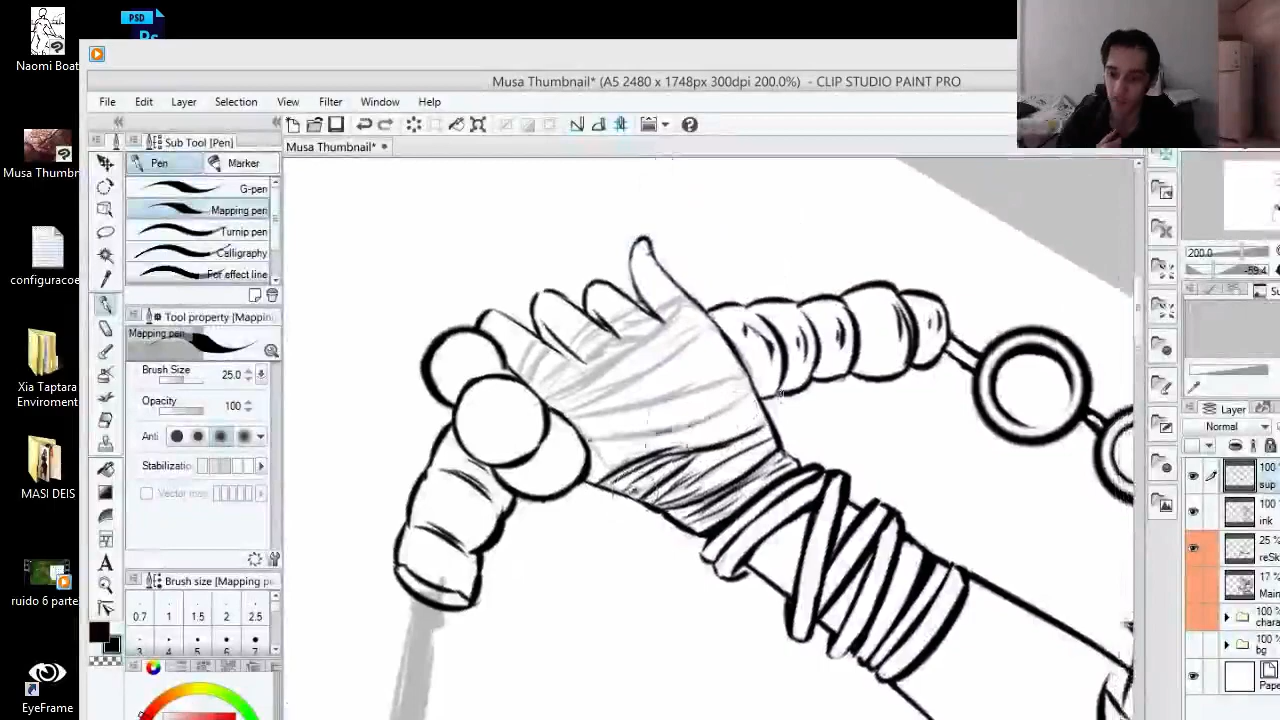 PSD
Naomi Boat
Ps
Musa Thumbnail* (A5 2480 x 1748px 300dpi 200.0%) - CLIP STUDIO PAINT PRO
File Edit Layer Selection View Filter Window Help
Sub Tool [Pen]
Musa Thumbnail*
Pen Marker
G-pen
Musa Thumbn
Mapping pen
Turnip pen
Calligraphy
For effect line
configuracoe
200.0
-59.4
Tool property [Mappin
Mapping pen
Brush Size 25.0
Opacity 100
Xia Taptara
Enviroment
Layer
Normal
Anti
Stabilizatio
100
sup
MASI DEIS
Vector mag
100
ink
25 %
reSk
17 %
Main
Brush size [Mapping p
ruido 6 parte
0.7 1 1.5 2 2.5
chara
bg
Pape
EyeFrame